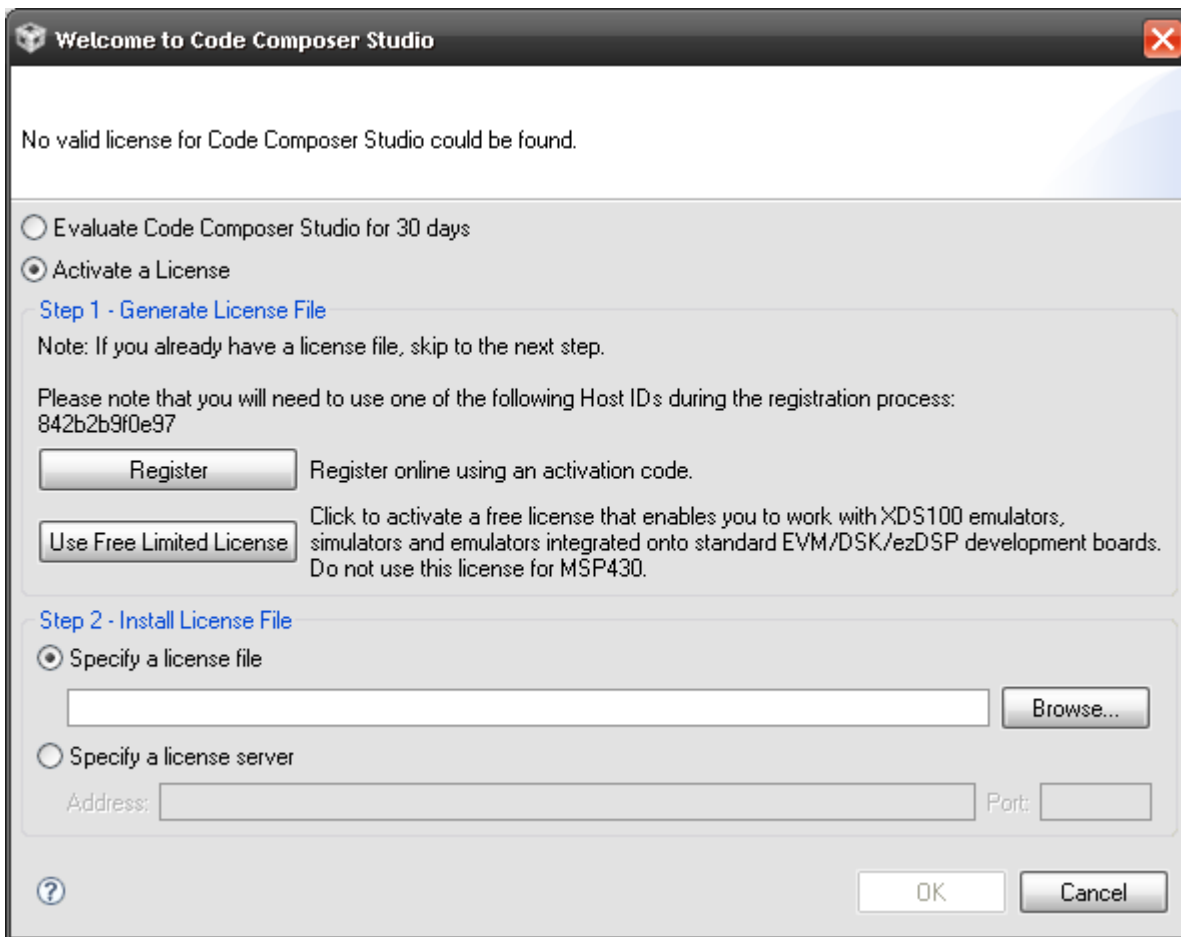 Welcome to Code Composer Studio
No valid license for Code Composer Studio could be found.
Evaluate Code Composer Studio for 30 days
Activate a License
Step 1 - Generate License File
Note: If you already have a license file, skip to the next step.
Please note that you will need to use one of the following Host IDs during the registration process:
842b2b9f0e97
Register
Register online using an activation code.
Use Free Limited License
Click to activate a free license that enables you to work with XDS100 emulators,
simulators and emulators integrated onto standard EVM/DSK/ezDSP development boards.
Do not use this license for MSP430.
Step 2 - Install License File
Specify a license file
Browse...
Specify a license server
Address:
Port:
OK
Cancel